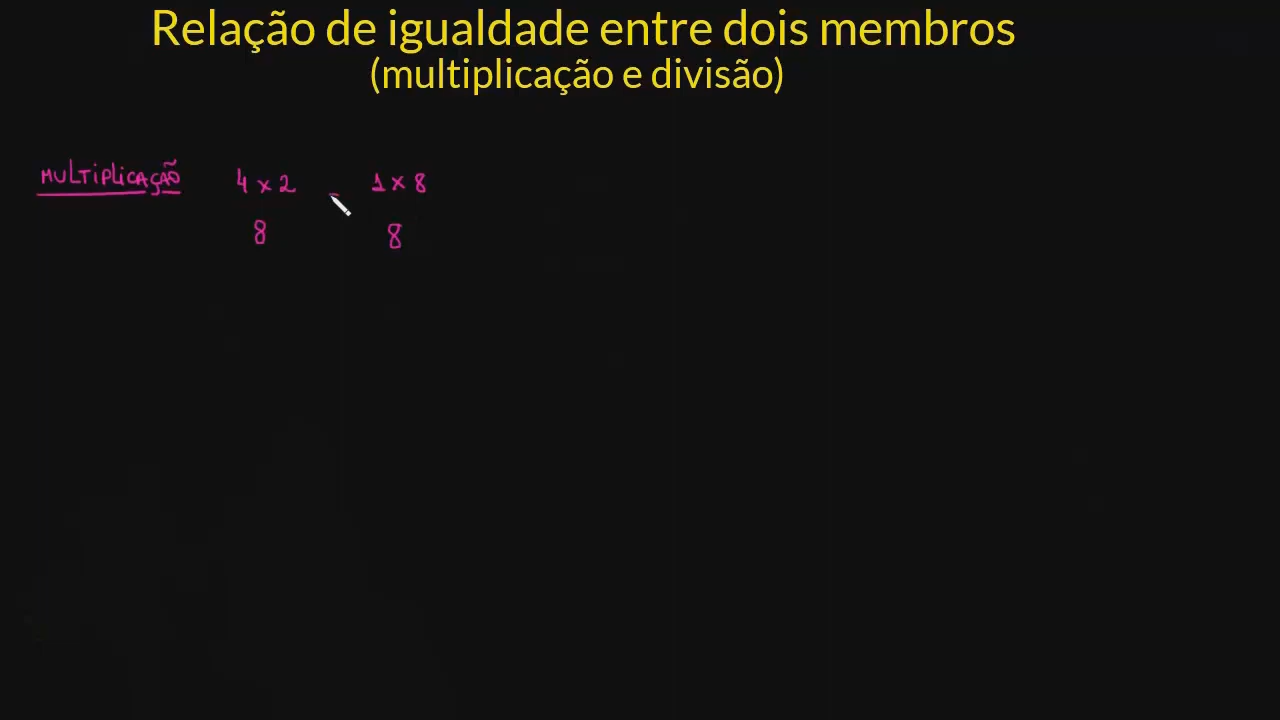 Relação de igualdade entre dois membros
(multiplicação e divisão)
MULTIPLICAÇÃO 4 x 2 1 x 8
8 8